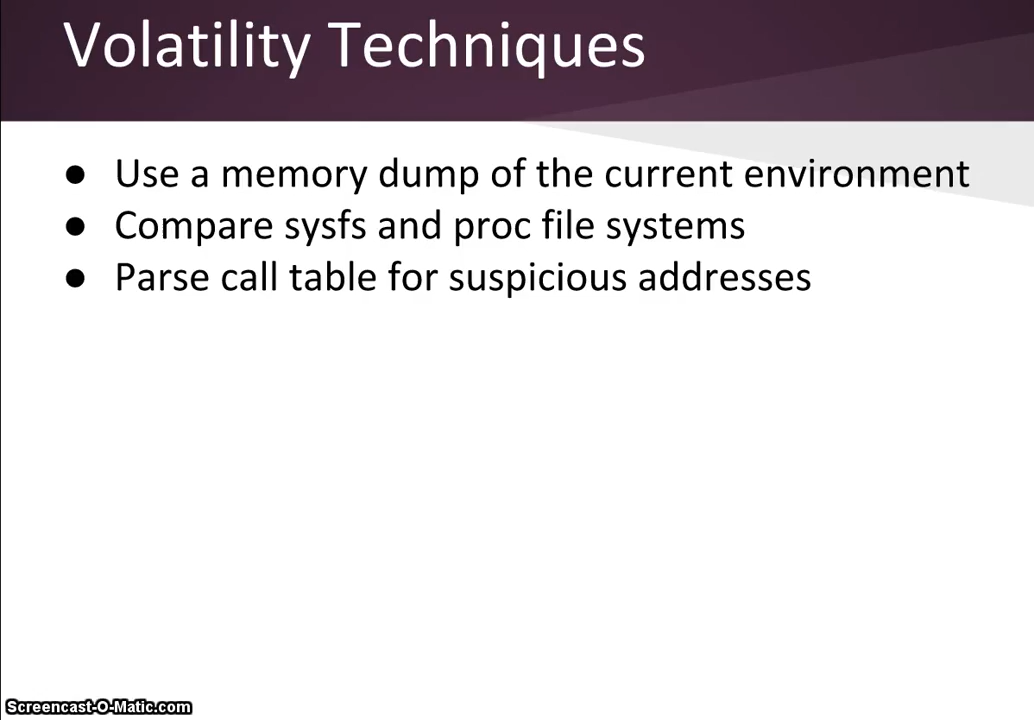 Volatility Techniques
● Use a memory dump of the current environment
● Compare sysfs and proc file systems
● Parse call table for suspicious addresses
Screencast-O-Matic.com